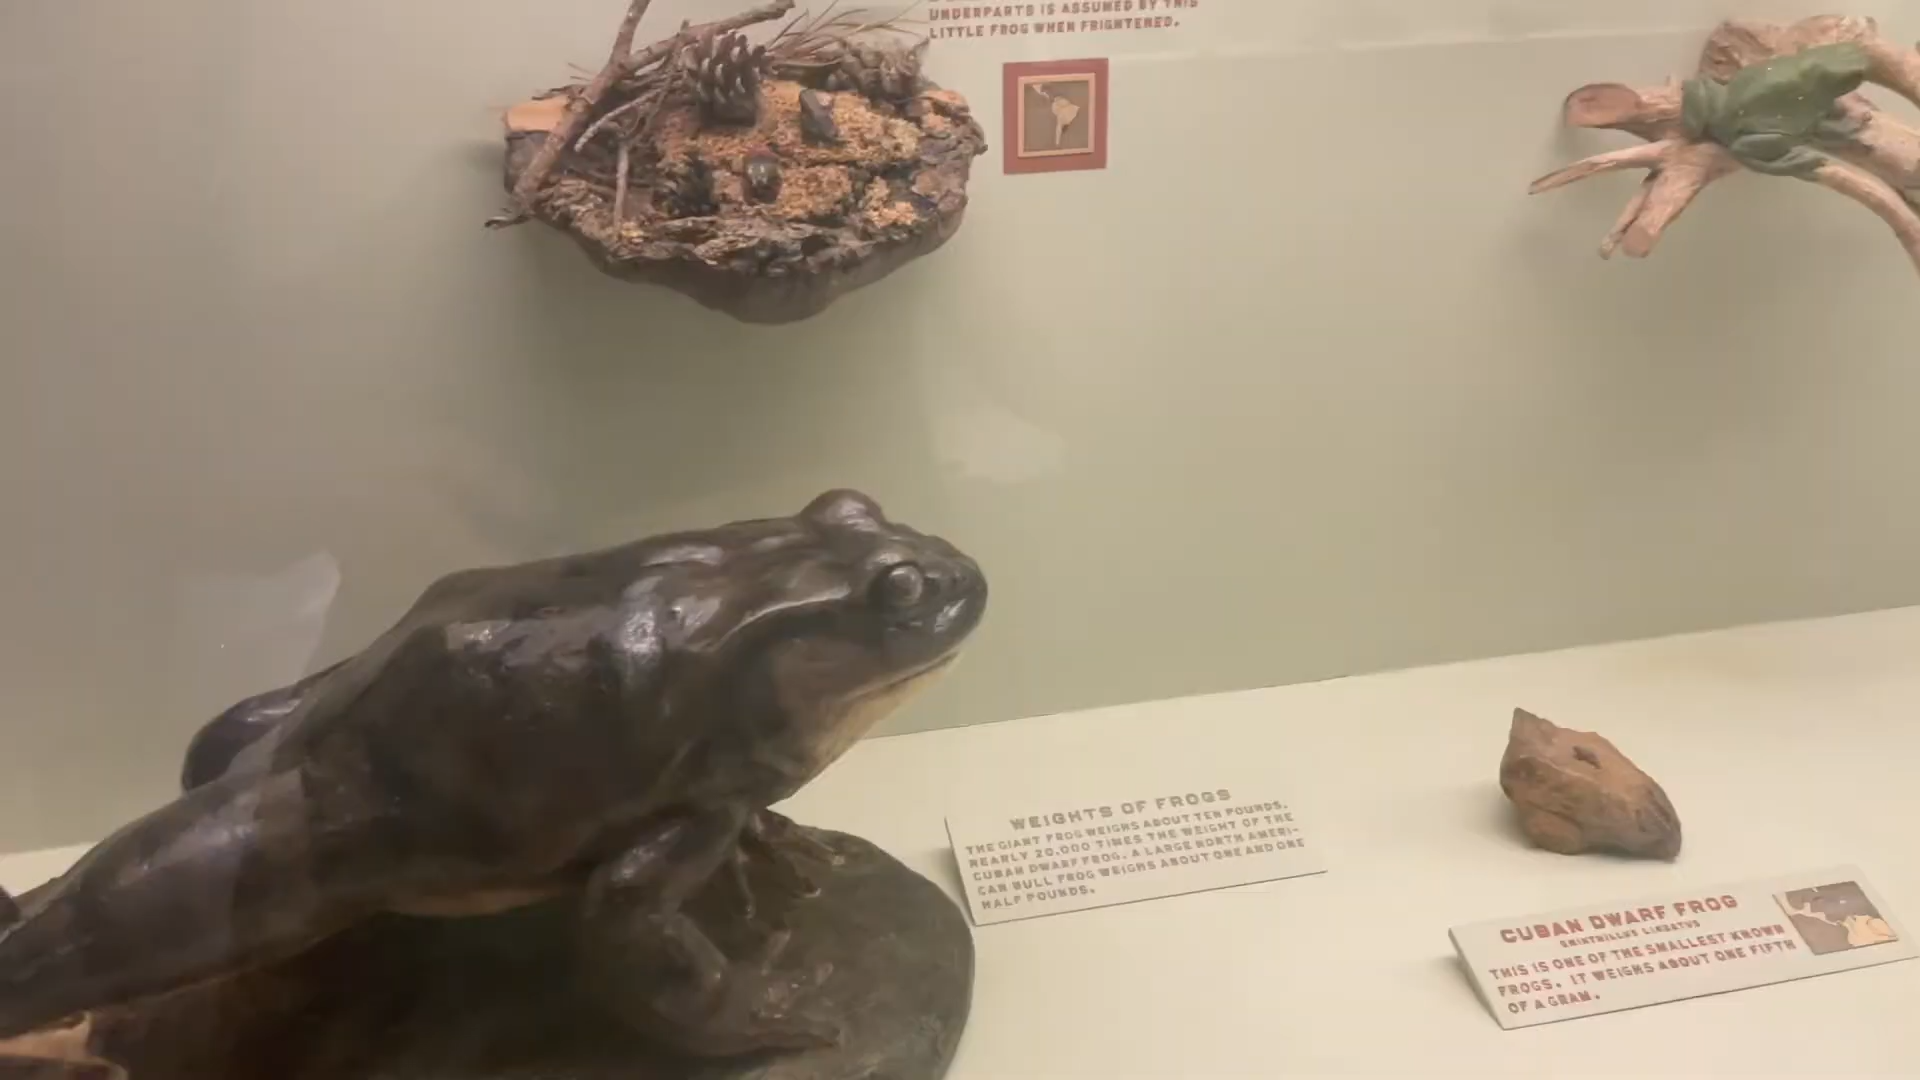 UNDERPARTS IS ASSUMED BY THIS
LITTLE FROG WHEN FRIGHTENED.
WEIGHTS OF FROGS
THE GIANT FROG WEIGHS ABOUT TEN POUNDS,
NEARLY 20,000 TIMES THE WEIGHT OF THE
CUBAN DWARF FROG. A LARGE NORTH AMERI-
CAN BULL FROG WEIGHS ABOUT ONE AND ONE
HALF POUNDS.
CUBAN DWARF FROG
SMINTHILLUS LIMBATUS
THIS IS ONE OF THE SMALLEST KNOWN
FROGS. IT WEIGHS ABOUT ONE FIFTH
OF A GRAM.